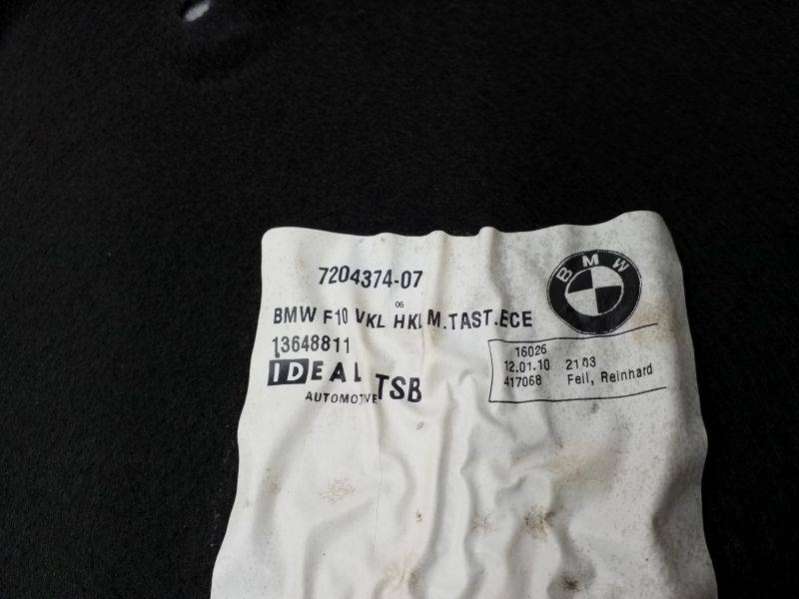 7204374-07
06
BMW F10 VKL HKL M.TAST.ECE
13648811
IDEAL
AUTOMOTIVE TSB
BMW
16026
12.01.10 2103
417068 Feil, Reinhard